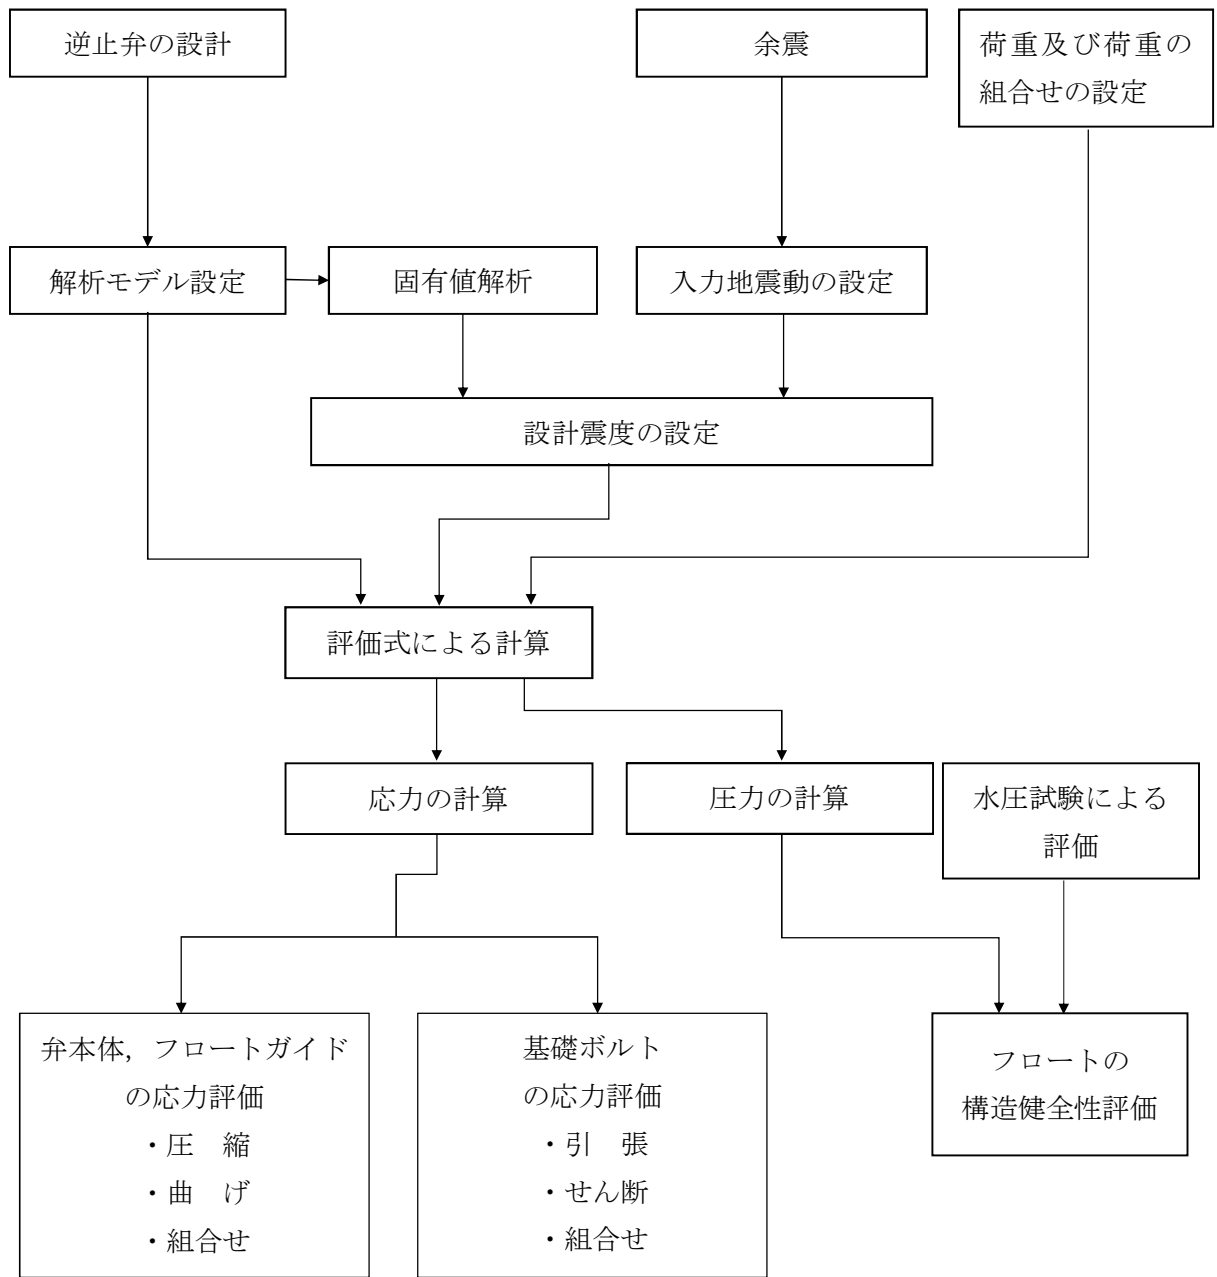 逆止弁の設計
余震
荷重及び荷重の
組合せの設定
解析モデル設定
固有値解析
入力地震動の設定
設計震度の設定
評価式による計算
応力の計算
圧力の計算
水圧試験による
評価
弁本体，フロートガイド
の応力評価
・圧　縮
・曲　げ
・組合せ
基礎ボルト
の応力評価
・引　張
・せん断
・組合せ
フロートの
構造健全性評価